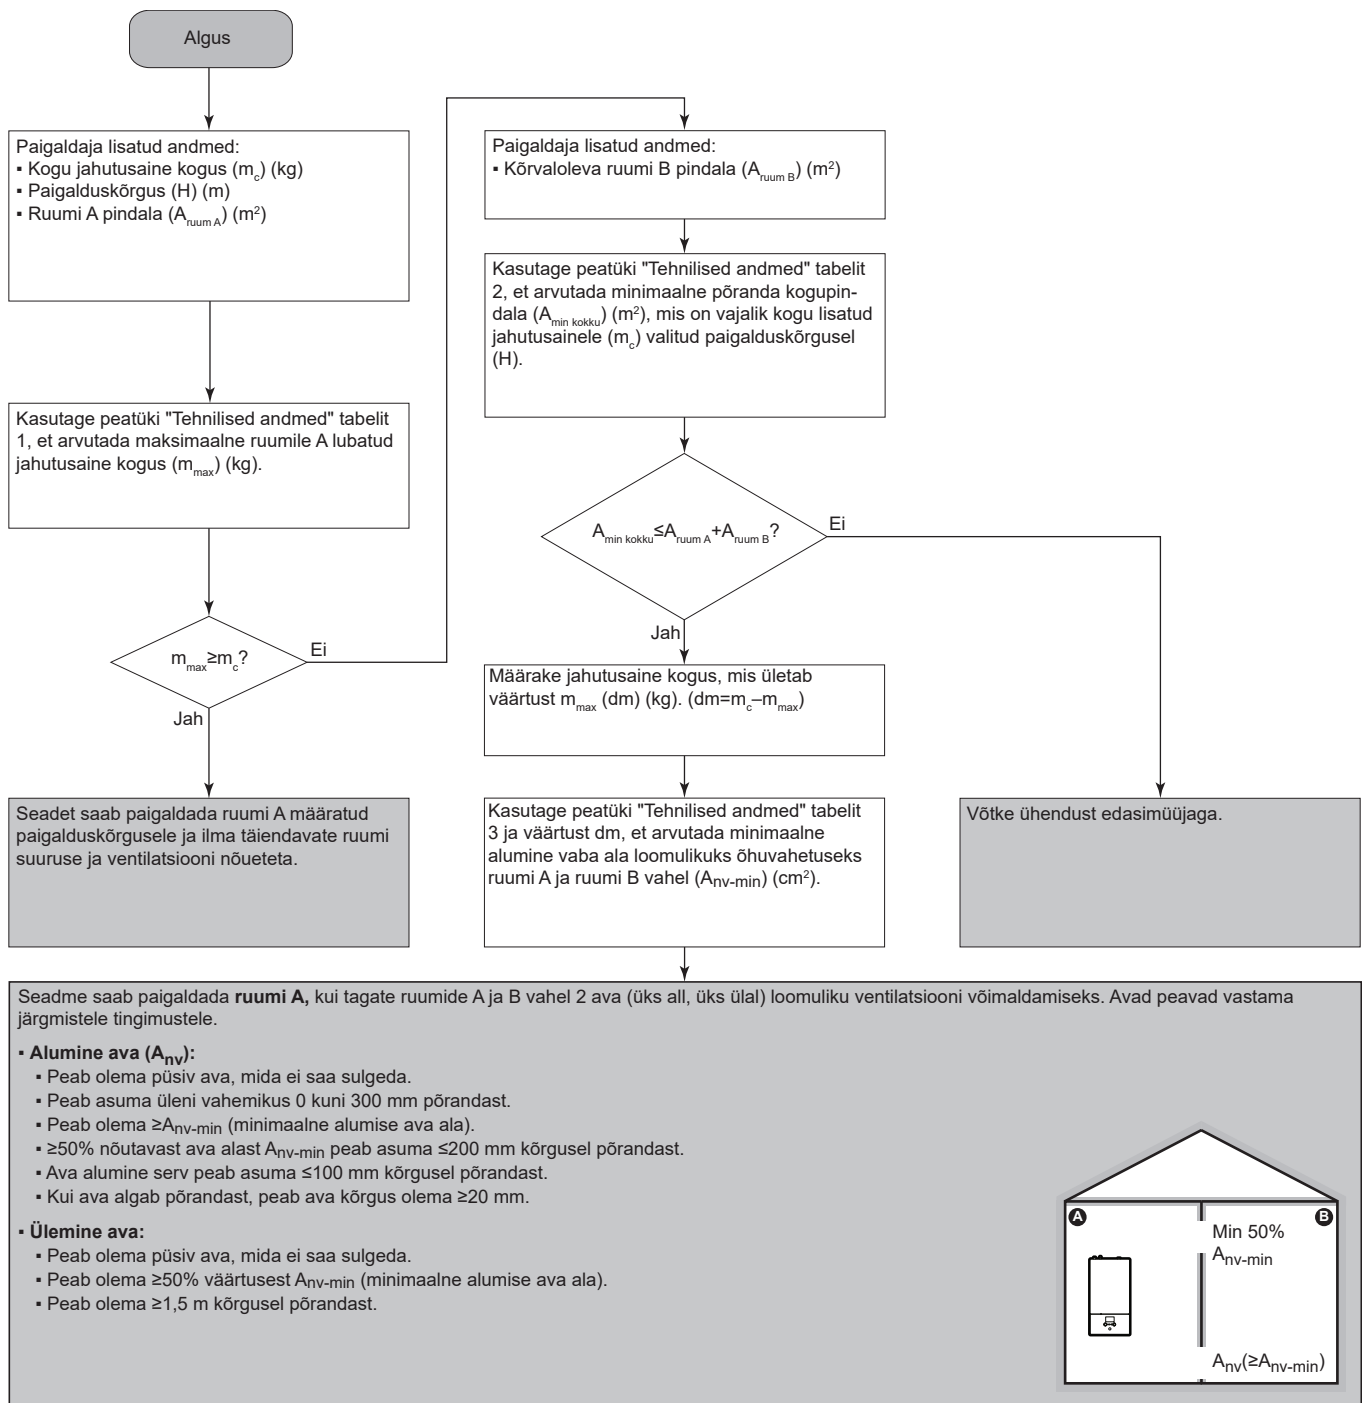 Algus
Paigaldaja lisatud andmed:
▪ Kogu jahutusaine kogus (mc) (kg)
▪ Paigalduskõrgus (H) (m)
▪ Ruumi A pindala (Aruum A) (m²)
Kasutage peatüki "Tehnilised andmed" tabelit
1, et arvutada maksimaalne ruumile A lubatud
jahutusaine kogus (mmax) (kg).
mmax≥mc?
Ei
Jah
Seadet saab paigaldada ruumi A määratud
paigalduskõrgusele ja ilma täiendavate ruumi
suuruse ja ventilatsiooni nõueteta.
Paigaldaja lisatud andmed:
▪ Kõrvaloleva ruumi B pindala (Aruum B) (m²)
Kasutage peatüki "Tehnilised andmed" tabelit
2, et arvutada minimaalne põranda kogupin-
dala (Amin kokku) (m²), mis on vajalik kogu lisatud
jahutusainele (mc) valitud paigalduskõrgusel
(H).
Amin kokku≤Aruum A+Aruum B?
Ei
Jah
Määrake jahutusaine kogus, mis ületab
väärtust mmax (dm) (kg). (dm=mc–mmax)
Kasutage peatüki "Tehnilised andmed" tabelit
3 ja väärtust dm, et arvutada minimaalne
alumine vaba ala loomulikuks õhuvahetuseks
ruumi A ja ruumi B vahel (Anv-min) (cm²).
Võtke ühendust edasimüüjaga.
Seadme saab paigaldada ruumi A, kui tagate ruumide A ja B vahel 2 ava (üks all, üks ülal) loomuliku ventilatsiooni võimaldamiseks. Avad peavad vastama
järgmistele tingimustele.
▪ Alumine ava (Anv):
▪ Peab olema püsiv ava, mida ei saa sulgeda.
▪ Peab asuma üleni vahemikus 0 kuni 300 mm põrandast.
▪ Peab olema ≥Anv-min (minimaalne alumise ava ala).
▪ ≥50% nõutavast ava alast Anv-min peab asuma ≤200 mm kõrgusel põrandast.
▪ Ava alumine serv peab asuma ≤100 mm kõrgusel põrandast.
▪ Kui ava algab põrandast, peab ava kõrgus olema ≥20 mm.
▪ Ülemine ava:
▪ Peab olema püsiv ava, mida ei saa sulgeda.
▪ Peab olema ≥50% väärtusest Anv-min (minimaalne alumise ava ala).
▪ Peab olema ≥1,5 m kõrgusel põrandast.
A
B
Min 50%
Anv-min
Anv(≥Anv-min)